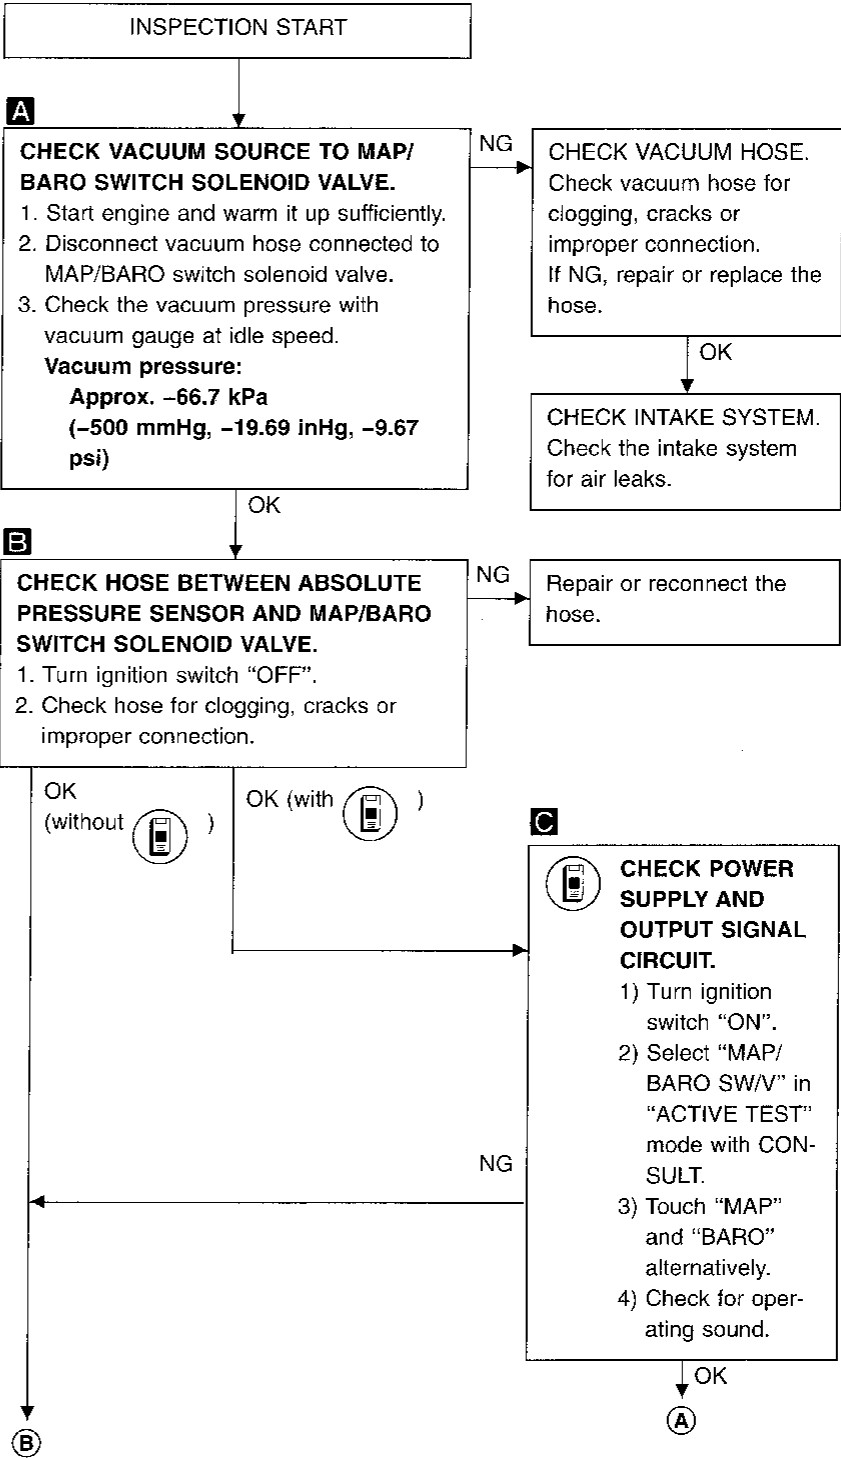 INSPECTION START
A
CHECK VACUUM SOURCE TO MAP/
BARO SWITCH SOLENOID VALVE.
1. Start engine and warm it up sufficiently.
2. Disconnect vacuum hose connected to
MAP/BARO switch solenoid valve.
3. Check the vacuum pressure with
vacuum gauge at idle speed.
Vacuum pressure:
Approx. –66.7 kPa
(–500 mmHg, –19.69 inHg, –9.67
psi)
NG
CHECK VACUUM HOSE.
Check vacuum hose for
clogging, cracks or
improper connection.
If NG, repair or replace the
hose.
OK
CHECK INTAKE SYSTEM.
Check the intake system
for air leaks.
OK
B
CHECK HOSE BETWEEN ABSOLUTE
PRESSURE SENSOR AND MAP/BARO
SWITCH SOLENOID VALVE.
1. Turn ignition switch “OFF”.
2. Check hose for clogging, cracks or
improper connection.
NG
Repair or reconnect the
hose.
OK
(without )
OK (with )
C
CHECK POWER
SUPPLY AND
OUTPUT SIGNAL
CIRCUIT.
1) Turn ignition
switch “ON”.
2) Select “MAP/
BARO SW/V” in
“ACTIVE TEST”
mode with CON-
SULT.
3) Touch “MAP”
and “BARO”
alternatively.
4) Check for oper-
ating sound.
NG
OK
A
B